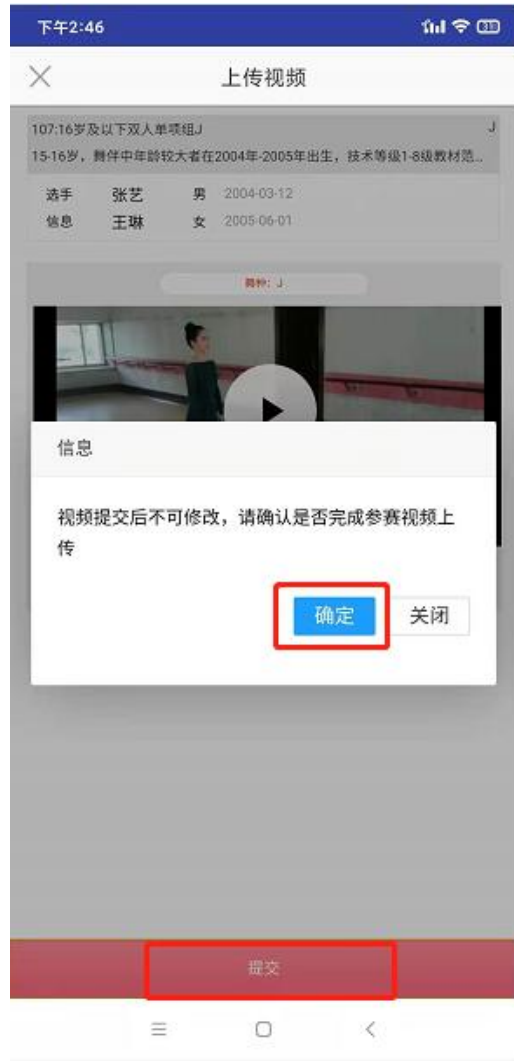 下午2:46
上传视频
107:16岁及以下双人单项组J J
15-16岁，舞伴中年龄较大者在2004年-2005年出生，技术等级1-8级教材范...
选手 张艺 男 2004-03-12
信息 王琳 女 2005-06-01
舞种：J
信息
视频提交后不可修改，请确认是否完成参赛视频上
传
确定 关闭
提交